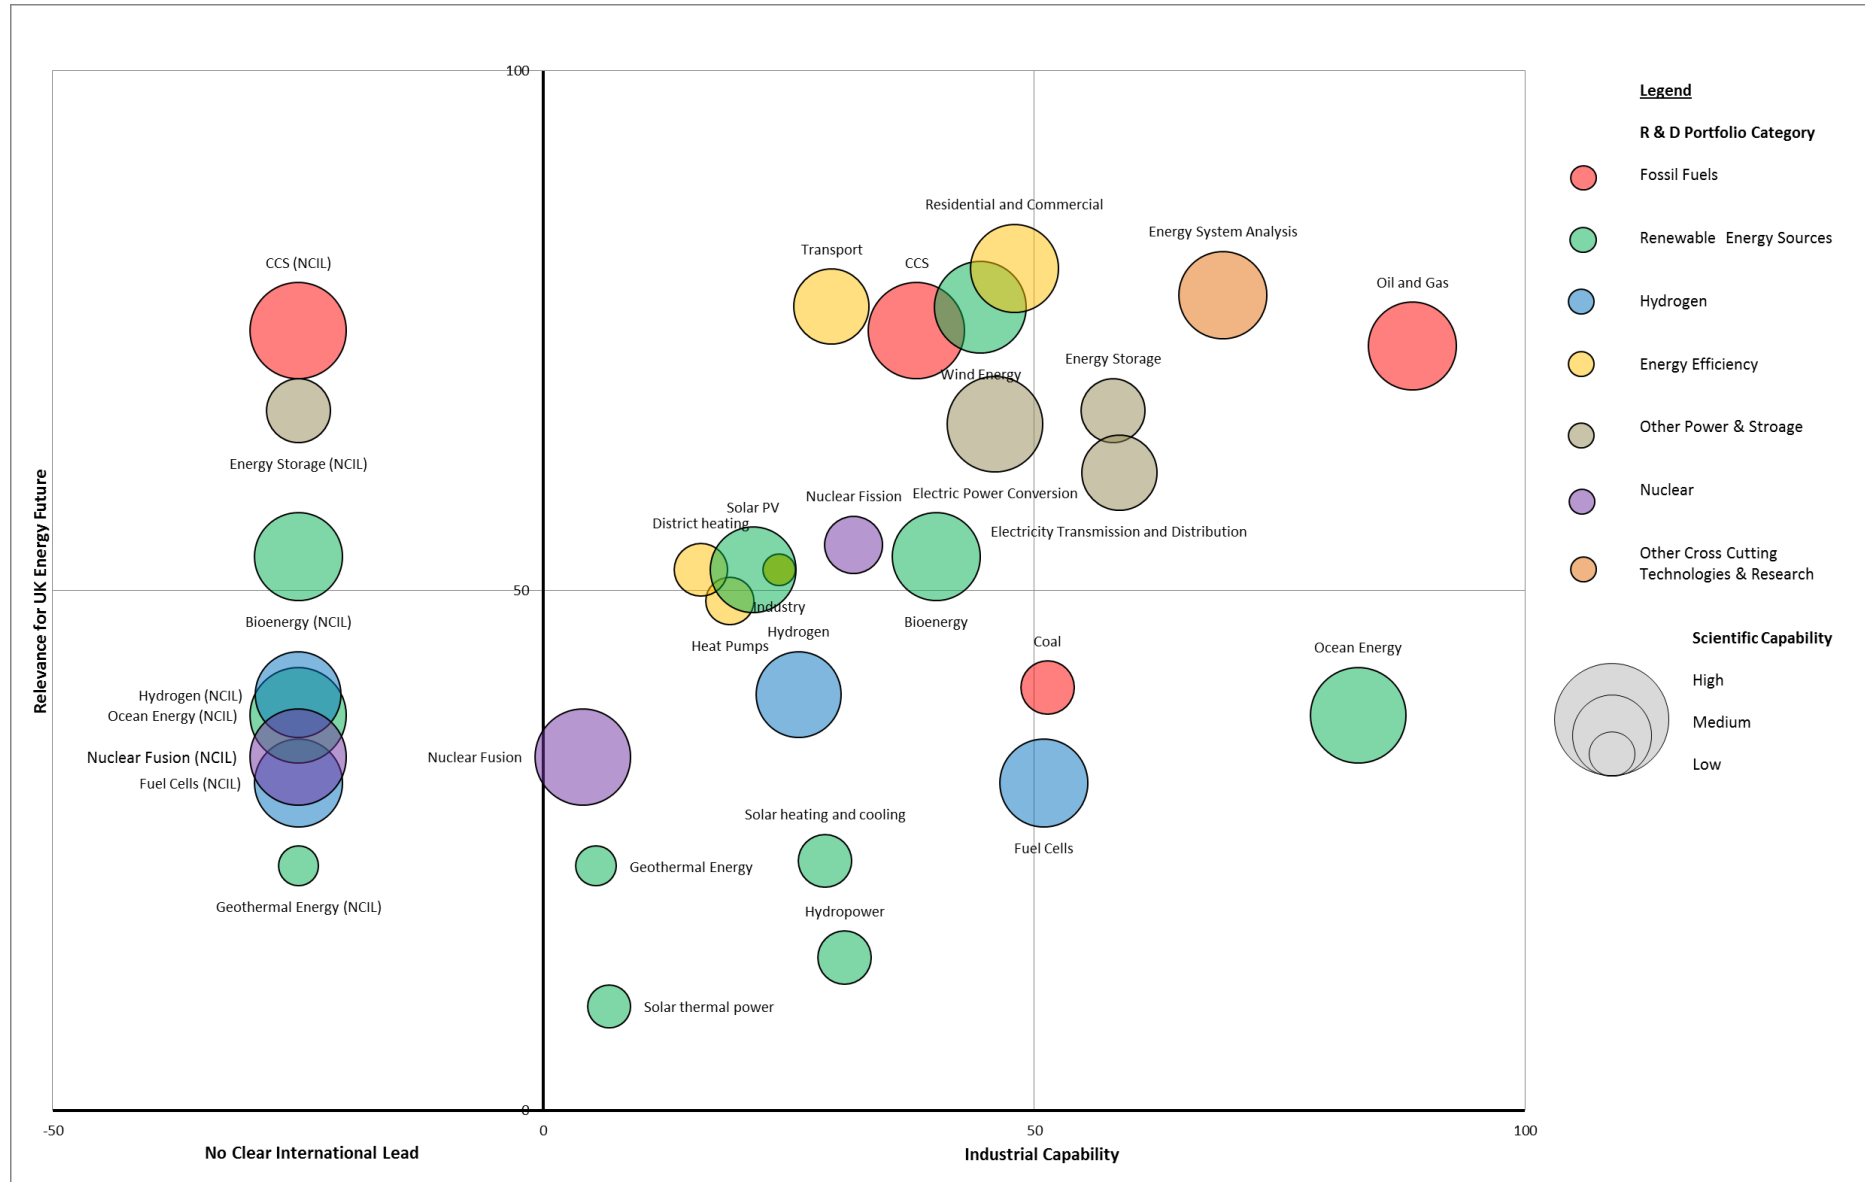 100
Legend
R & D Portfolio Category
Fossil Fuels
Renewable Energy Sources
Hydrogen
Energy Efficiency
Other Power & Stroage
Nuclear
Other Cross Cutting
Technologies & Research
Scientific Capability
High
Medium
Low
Residential and Commercial
Energy System Analysis
Transport
CCS
CCS (NCIL)
Oil and Gas
Energy Storage
Wind Energy
Energy Storage (NCIL)
Relevance for UK Energy Future
Nuclear Fission
Electric Power Conversion
Solar PV
District heating
Electricity Transmission and Distribution
50
Industry
Bioenergy (NCIL)
Bioenergy
Hydrogen
Heat Pumps
Coal
Ocean Energy
Hydrogen (NCIL)
Ocean Energy (NCIL)
Nuclear Fusion (NCIL)
Nuclear Fusion
Fuel Cells (NCIL)
Solar heating and cooling
Fuel Cells
Geothermal Energy
Geothermal Energy (NCIL)
Hydropower
Solar thermal power
0
-50
0
50
100
No Clear International Lead
Industrial Capability